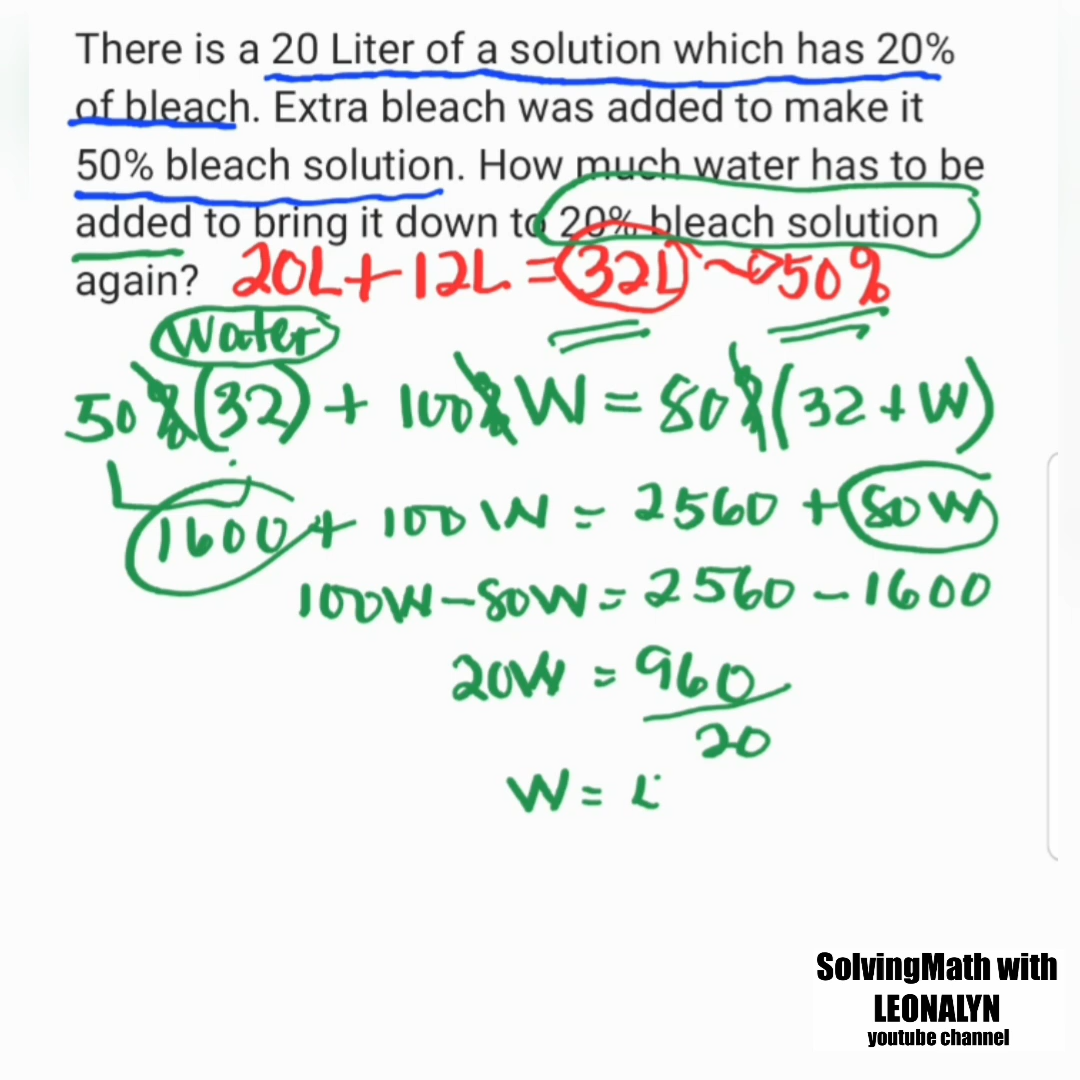 There is a 20 Liter of a solution which has 20%
of bleach. Extra bleach was added to make it
50% bleach solution. How much water has to be
added to bring it down to 20% bleach solution
again? 20L + 12L = 32L → 50%
Water
50%(32) + 100%W = 80%(32+W)
1600 + 100W = 2560 + 80W
100W - 80W = 2560 - 1600
20W = 960
20
W =
SolvingMath with
LEONALYN
youtube channel